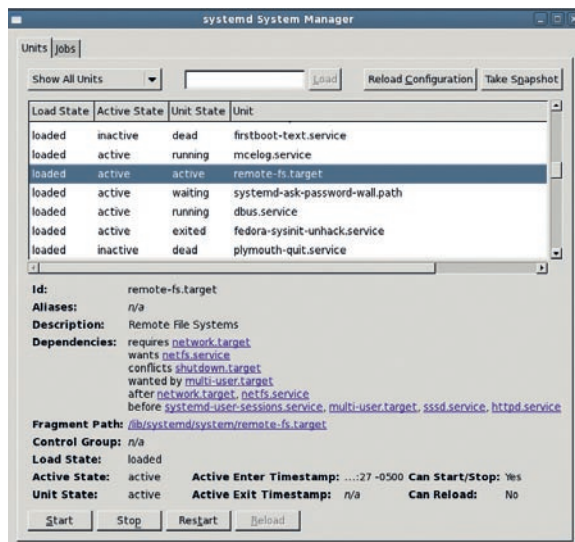 systemd System Manager
Units Jobs
Show All Units Load Reload Configuration Take Snapshot
Load State Active State Unit State Unit
loaded inactive dead firstboot-text.service
loaded active running mcelog.service
loaded active active remote-fs.target
loaded active waiting systemd-ask-password-wall.path
loaded active running dbus.service
loaded active exited fedora-sysinit-unhack.service
loaded inactive dead plymouth-quit.service
Id: remote-fs.target
Aliases: n/a
Description: Remote File Systems
Dependencies: requires network.target
wants netfs.service
conflicts shutdown.target
wanted by multi-user.target
after network.target, netfs.service
before systemd-user-sessions.service, multi-user.target, sssd.service, httpd.service
Fragment Path: /lib/systemd/system/remote-fs.target
Control Group: n/a
Load State: loaded
Active State: active Active Enter Timestamp: ...:27 -0500 Can Start/Stop: Yes
Unit State: active Active Exit Timestamp: n/a Can Reload: No
Start Stop Restart Reload